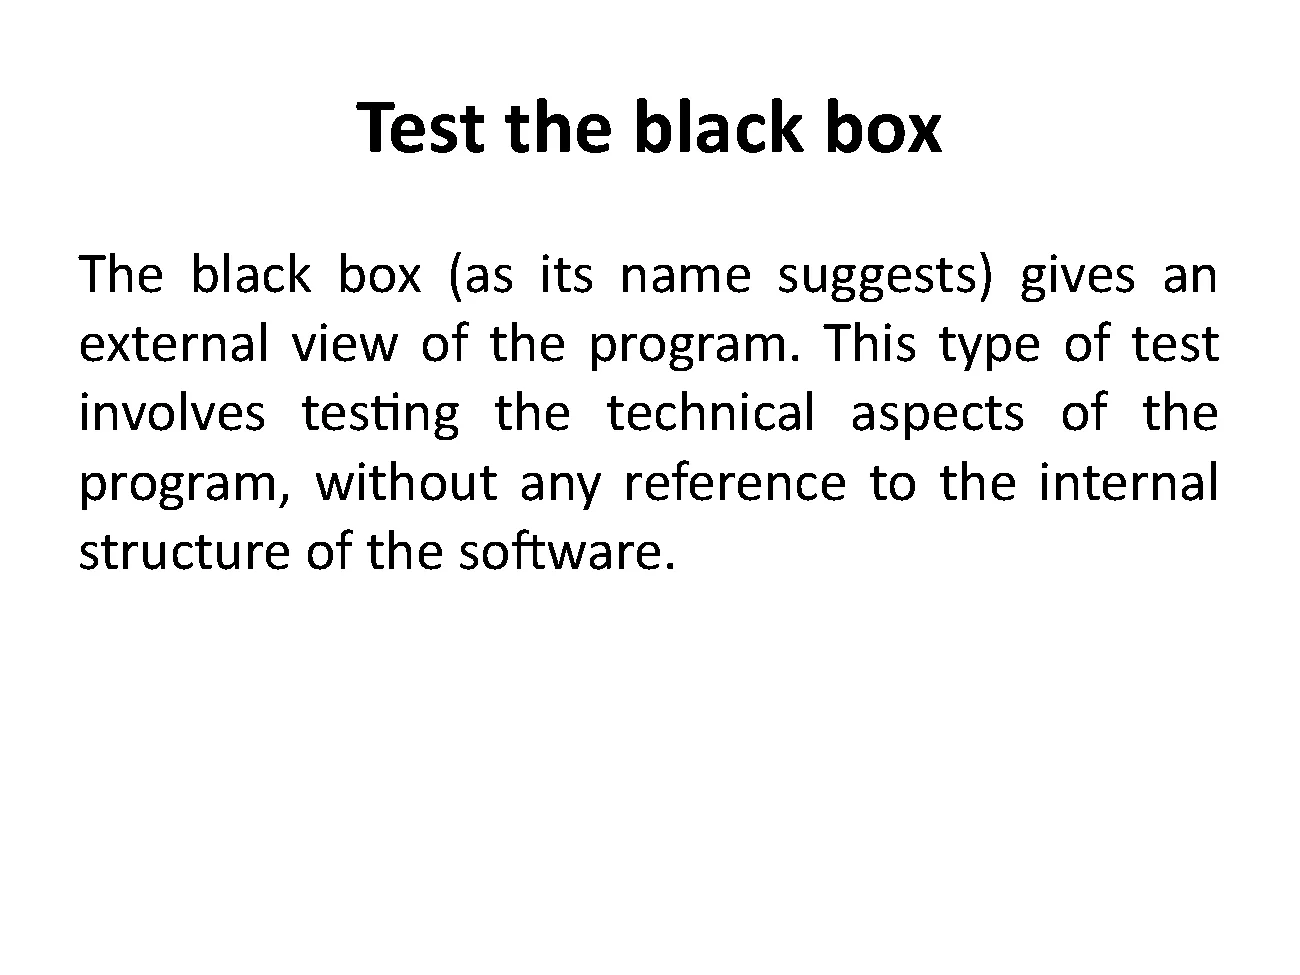 Test the black box
The black box (as its name suggests) gives an
external view of the program. This type of test
involves testing the technical aspects of the
program, without any reference to the internal
structure of the software.